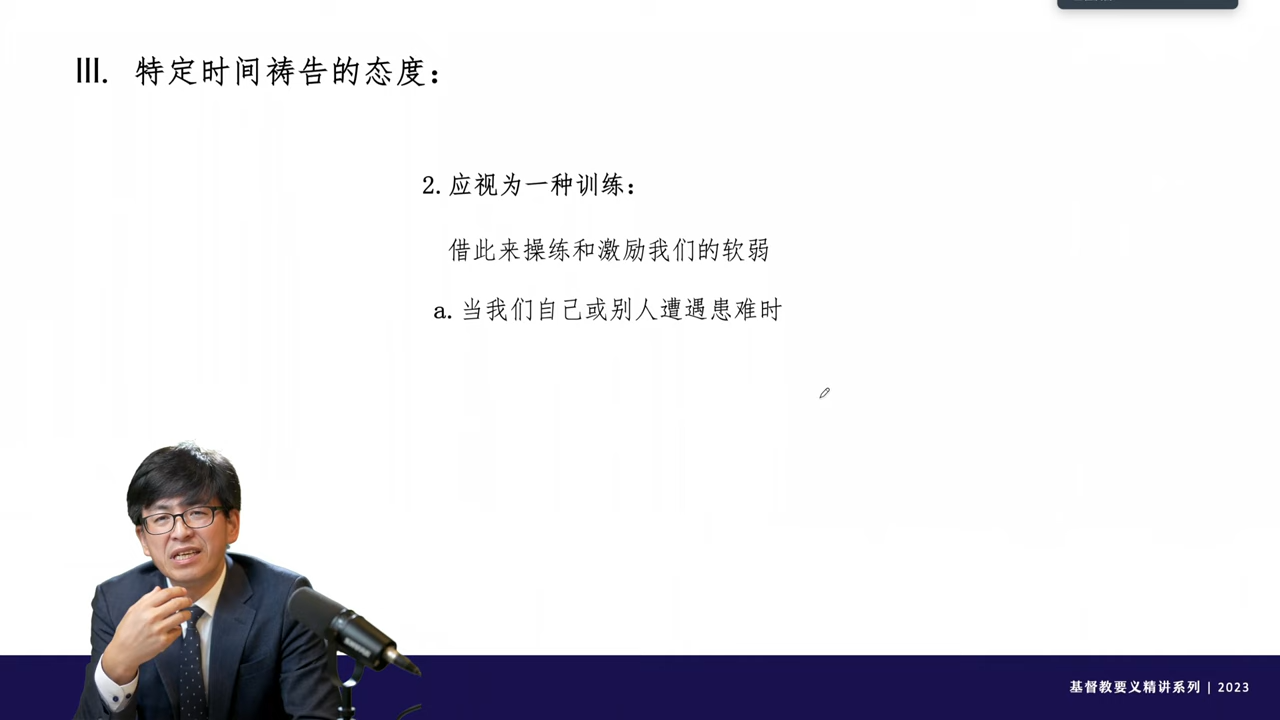 III. 特定时间祷告的态度：
2. 应视为一种训练：
借此来操练和激励我们的软弱
a. 当我们自己或别人遭遇患难时
基督教要义精讲系列 | 2023